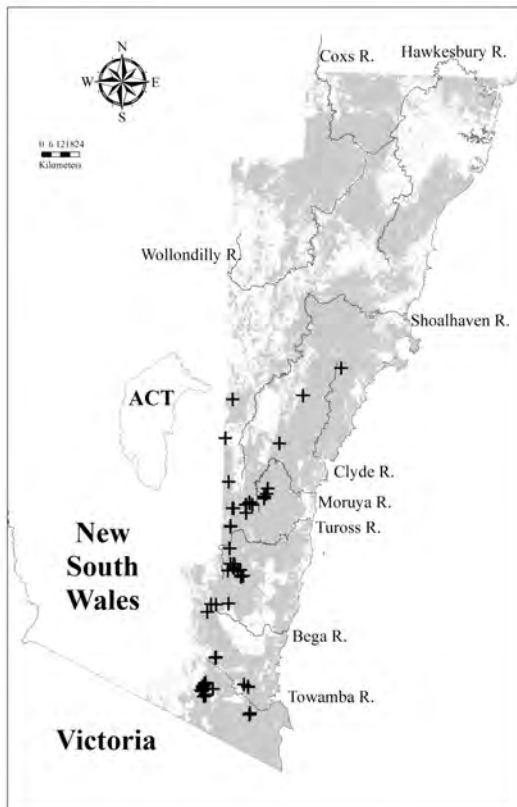 Coxs R.
Hawkesbury R.
N
W E
S
0 6 121824
Kilometers
Wollondilly R.
Shoalhaven R.
ACT
Clyde R.
Moruya R.
Tuross R.
New
South
Wales
Bega R.
Towamba R.
Victoria